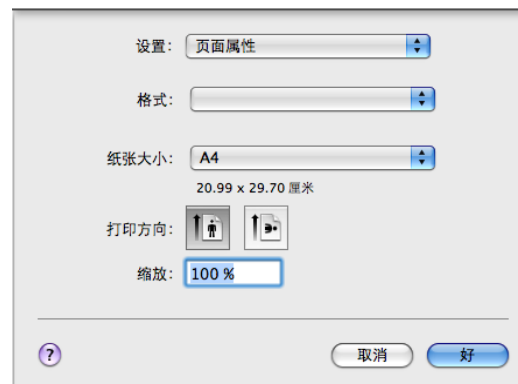 设置： 页面属性
格式：
纸张大小： A4
20.99 x 29.70 厘米
打印方向：
缩放： 100 %
? 取消 好